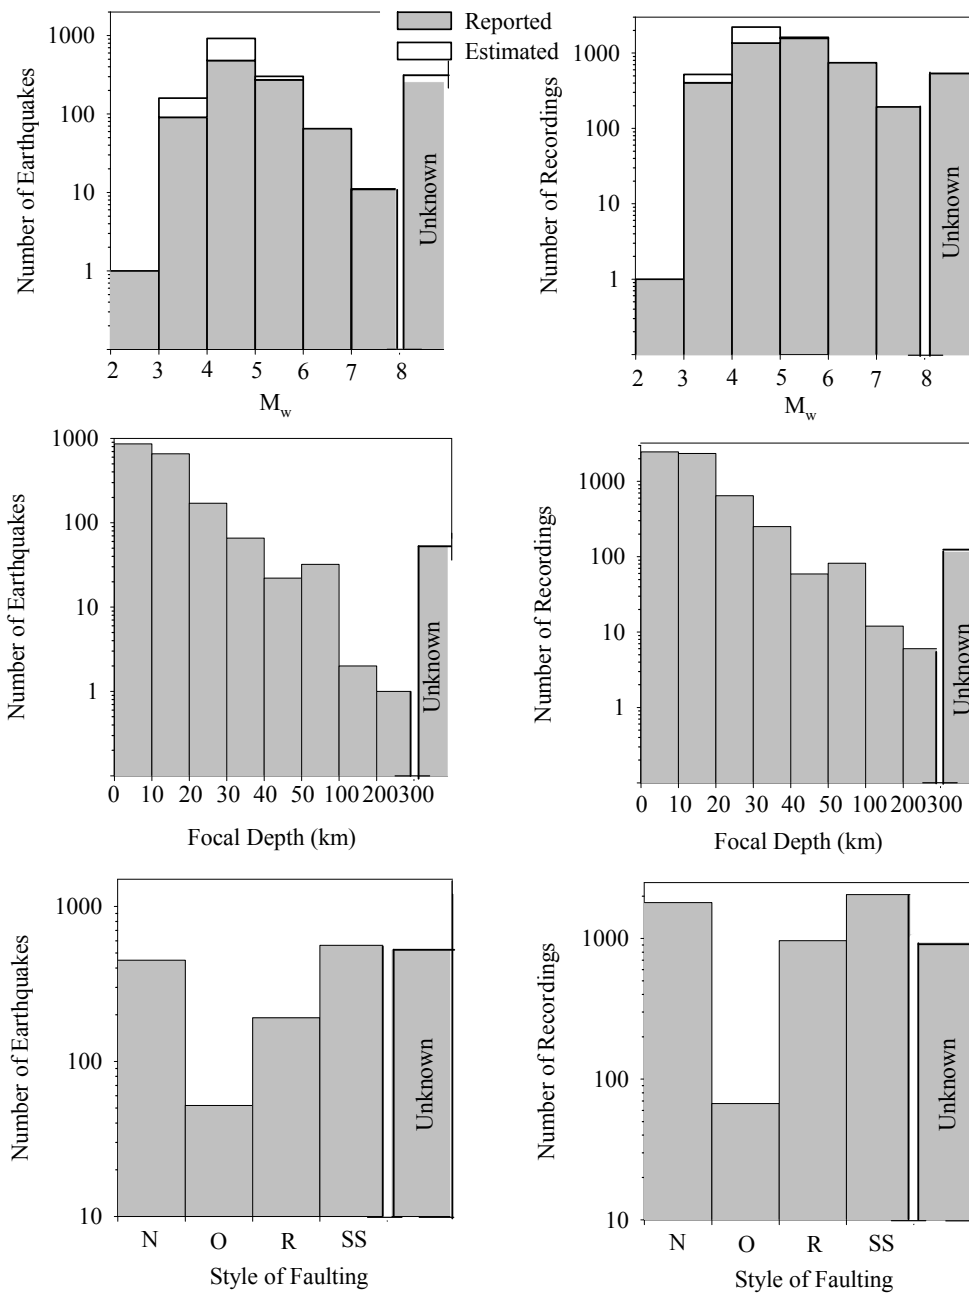 Reported
Estimated
Number of Earthquakes
1000
100
10
1
Unknown
2 3 4 5 6 7 8
M_w
Number of Recordings
1000
100
10
1
Unknown
2 3 4 5 6 7 8
M_w
Number of Earthquakes
1000
100
10
1
Unknown
0 10 20 30 40 50 100 200 300
Focal Depth (km)
Number of Recordings
1000
100
10
1
Unknown
0 10 20 30 40 50 100 200 300
Focal Depth (km)
Number of Earthquakes
1000
100
10
Unknown
N O R SS
Style of Faulting
Number of Recordings
1000
100
10
Unknown
N O R SS
Style of Faulting